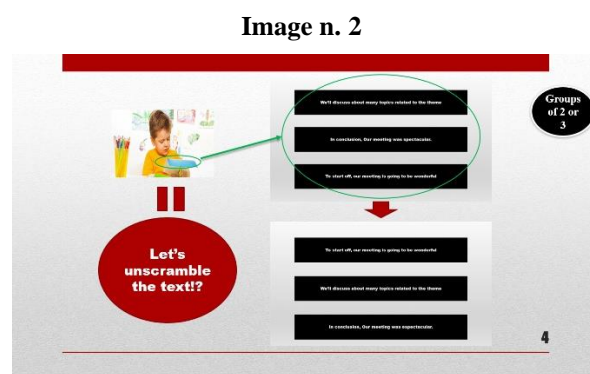 Image n. 2
We'll discuss about many topics related to the theme
In conclusion, Our meeting was spectacular.
To start off, our meeting is going to be wonderful
Groups
of 2 or
3
Let's
unscramble
the text!?
To start off, our meeting is going to be wonderful
We'll discuss about many topics related to the theme
In conclusion, Our meeting was espectacular.
4